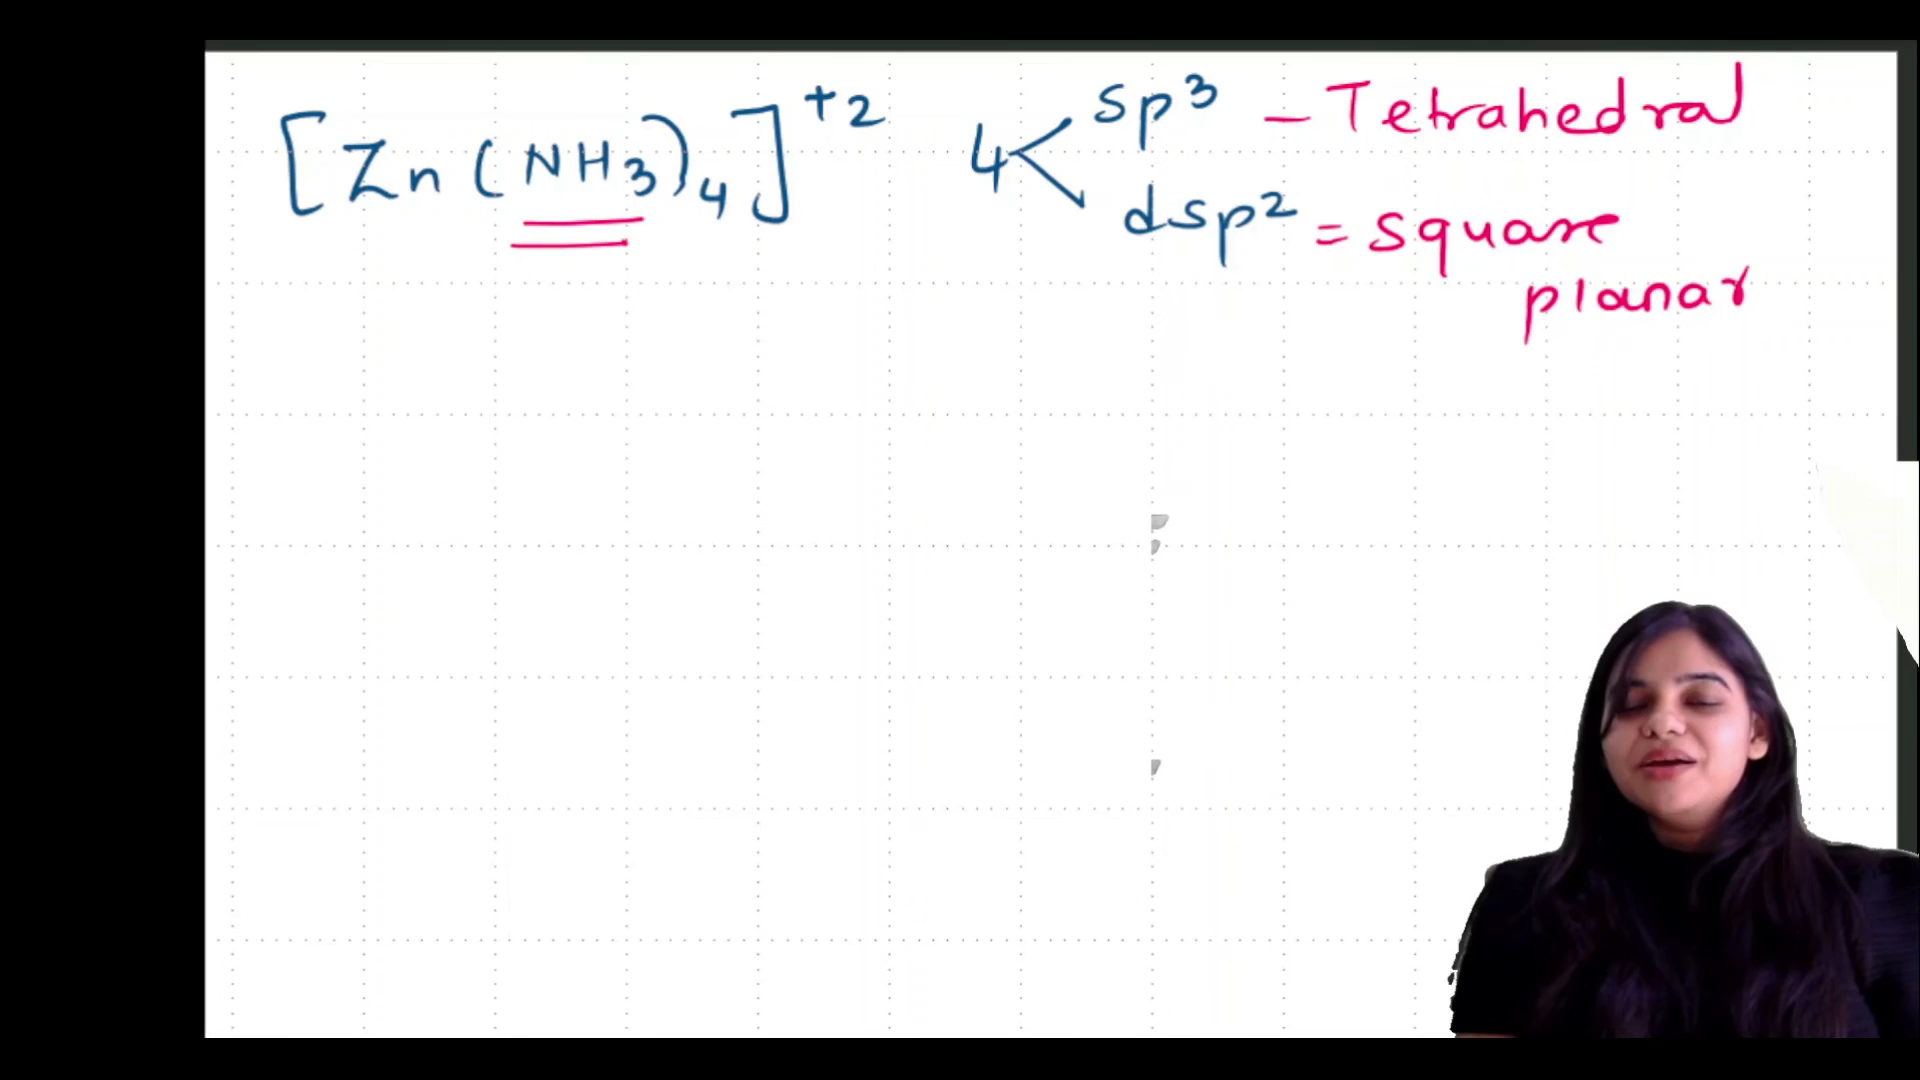 [Zn(NH3)4]+2 4 < sp3 - Tetrahedral
dsp2 = square
planar